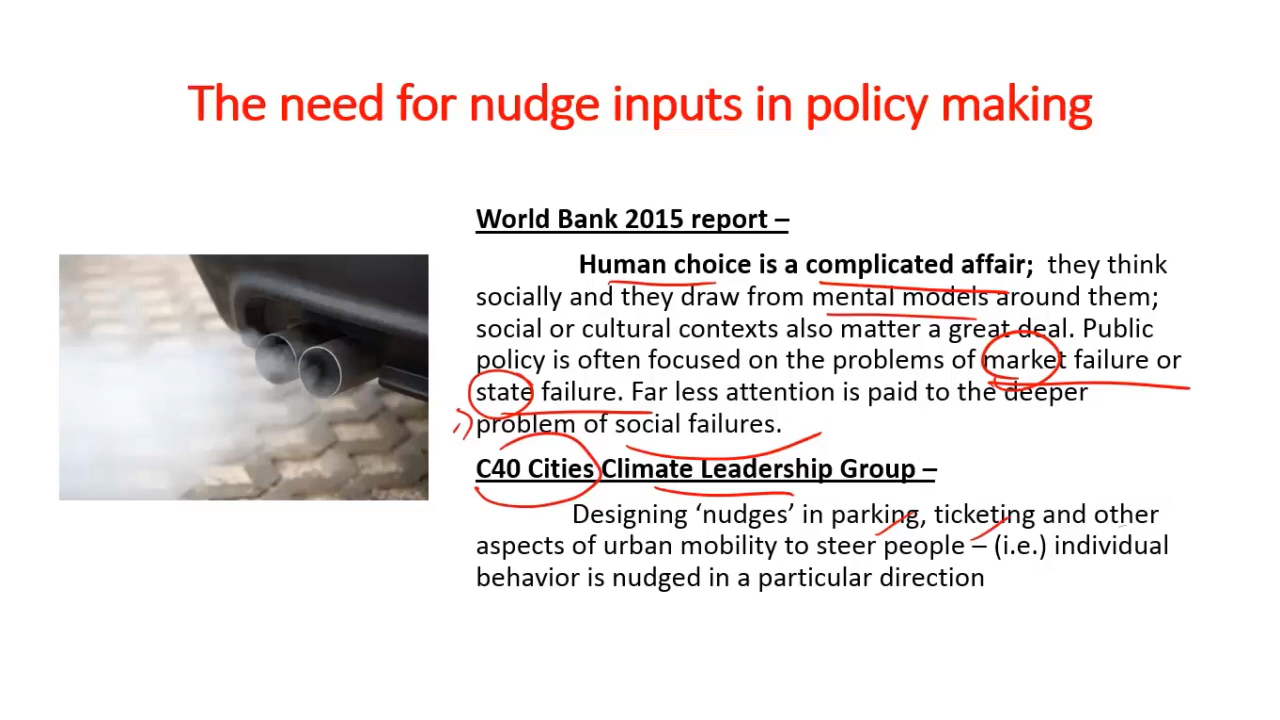 The need for nudge inputs in policy making
World Bank 2015 report –
Human choice is a complicated affair; they think
socially and they draw from mental models around them;
social or cultural contexts also matter a great deal. Public
policy is often focused on the problems of market failure or
state failure. Far less attention is paid to the deeper
problem of social failures.
C40 Cities Climate Leadership Group –
Designing ‘nudges’ in parking, ticketing and other
aspects of urban mobility to steer people – (i.e.) individual
behavior is nudged in a particular direction